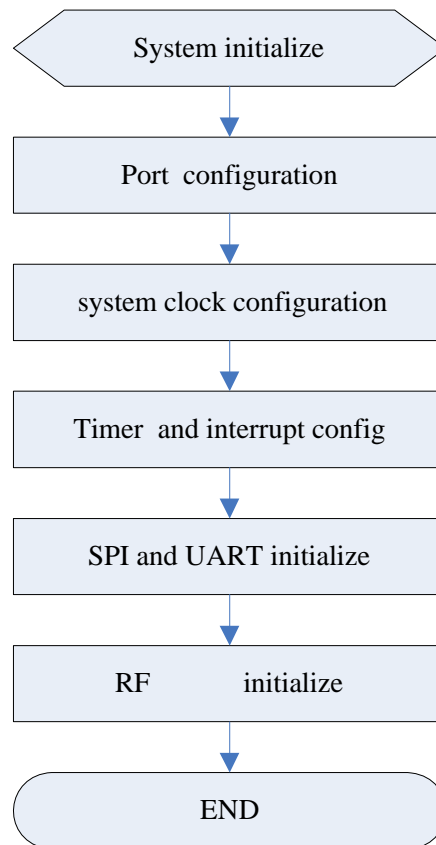 System initialize
Port configuration
system clock configuration
Timer and interrupt config
SPI and UART initialize
RF initialize
END